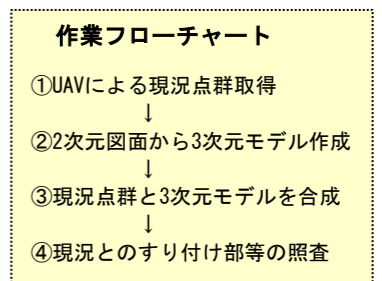 作業フローチャート
①UAVによる現況点群取得
↓
②2次元図面から3次元モデル作成
↓
③現況点群と3次元モデルを合成
↓
④現況とのすり付け部等の照査